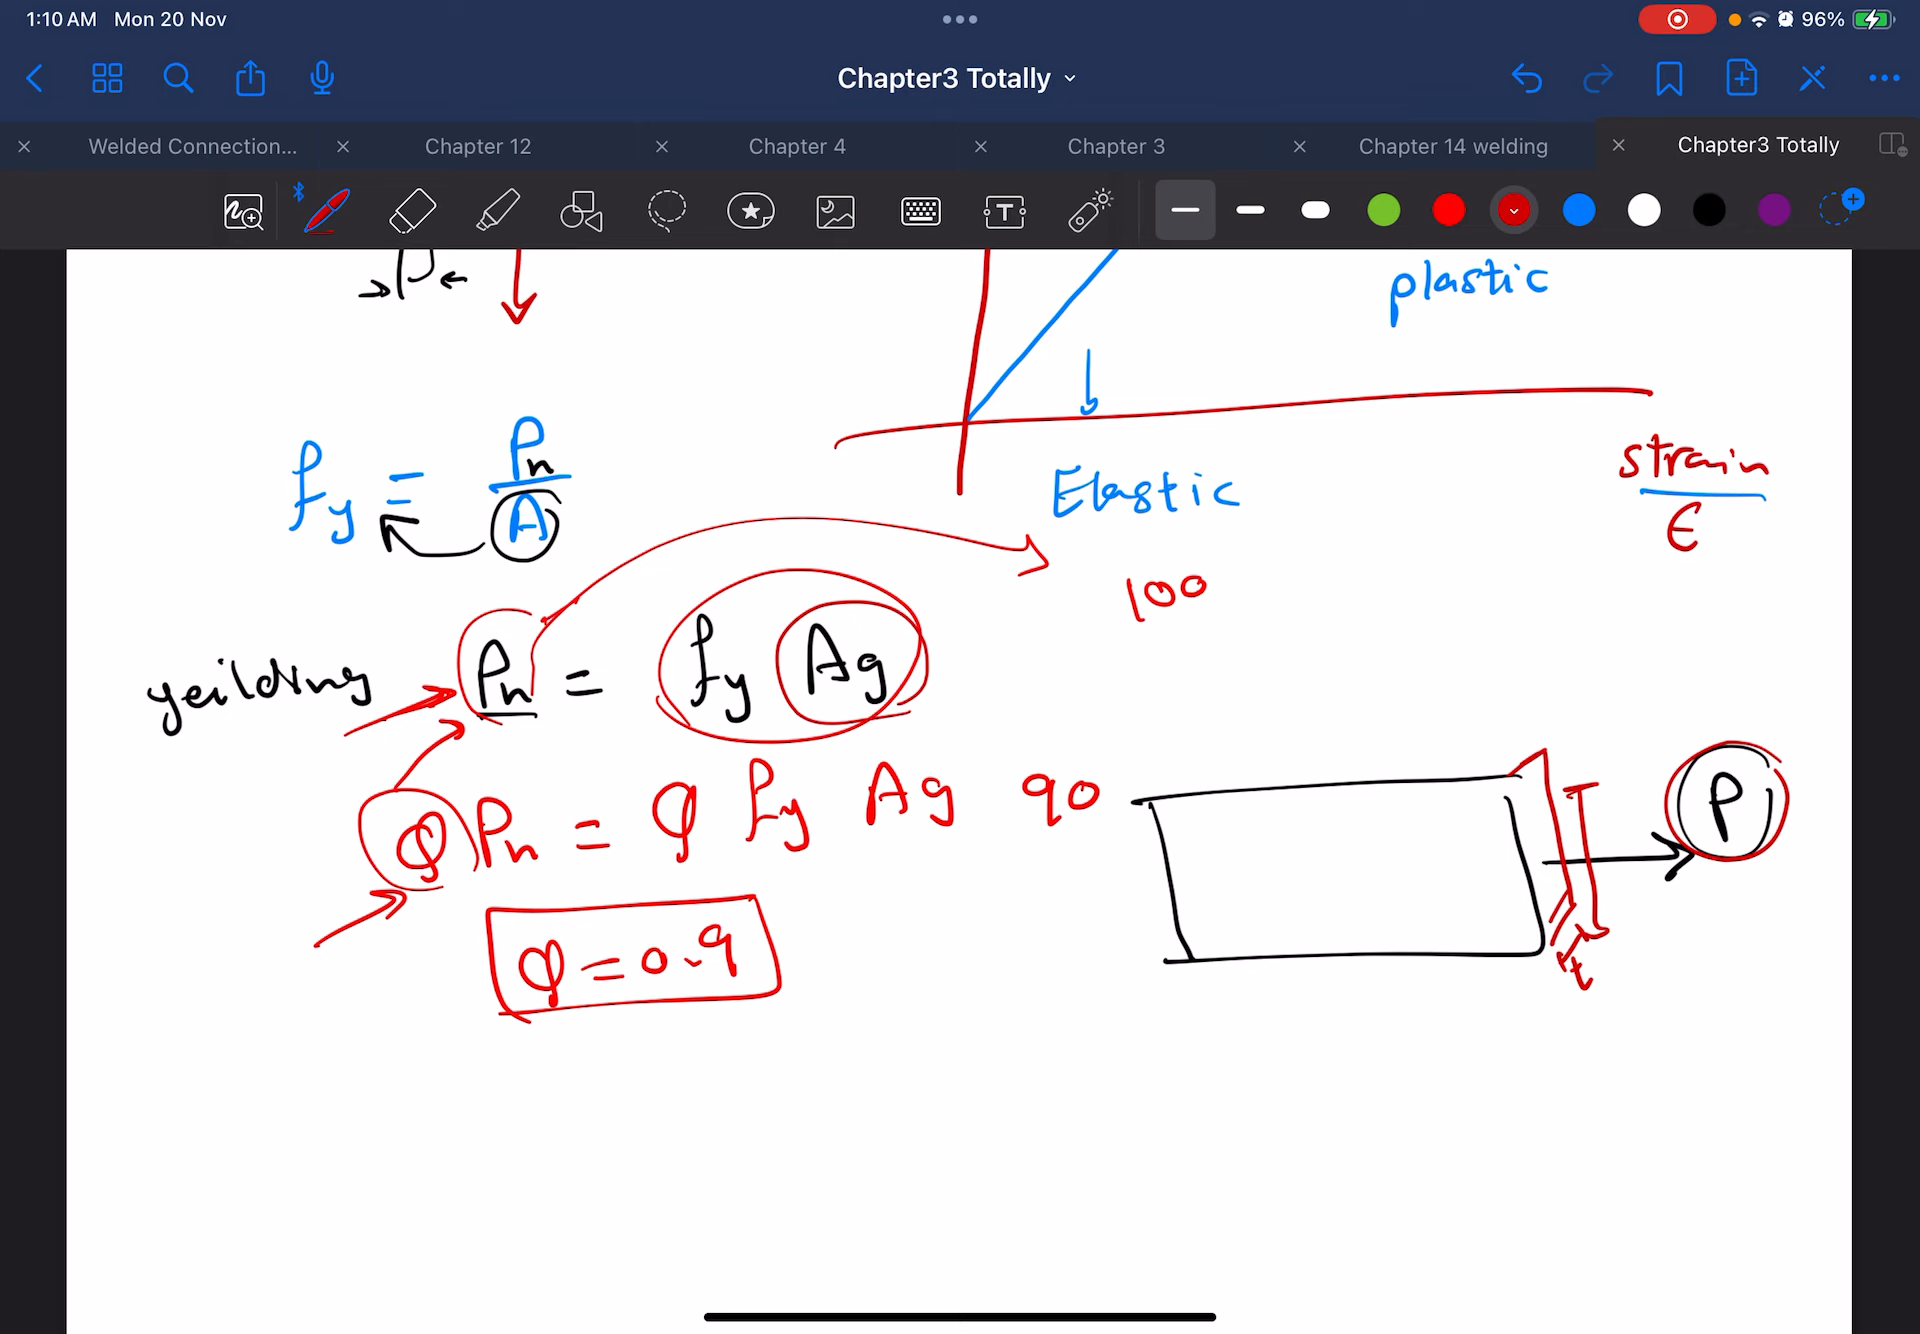 1:10 AM Mon 20 Nov
96%
Chapter3 Totally
Welded Connection...
Chapter 12
Chapter 4
Chapter 3
Chapter 14 welding
Chapter3 Totally
T
plastic
fy = Pn/A
Elastic
strain
ε
100
yeilding Pn = fy Ag
φ Pn = φ fy Ag 90
P
φ = 0.9
t